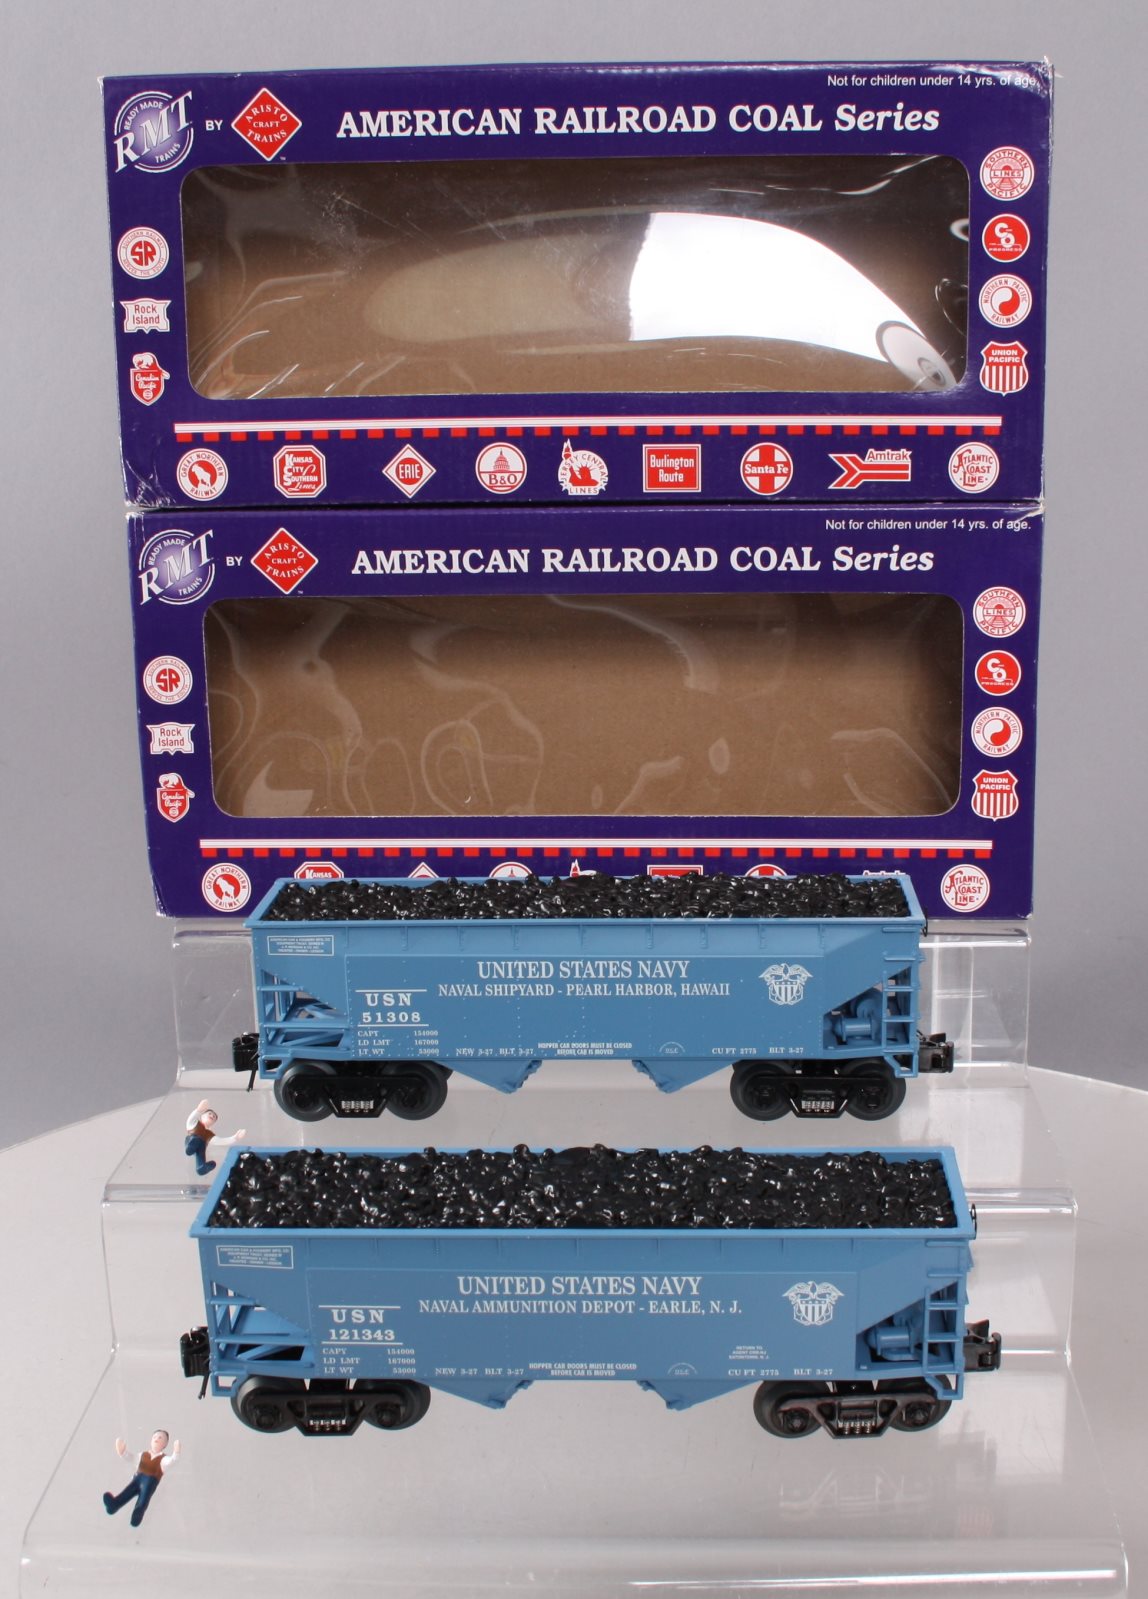 Not for children under 14 yrs. of age.
READY MADE
RMT
TRAINS
BY
ARISTO
CRAFT
TRAINS
AMERICAN RAILROAD COAL Series
SOUTHERN
LINES
PACIFIC
SR
Rock
Island
PROGRESS
NORTHERN PACIFIC
RAILWAY
Canadian
Pacific
UNION
PACIFIC
GREAT NORTHERN
RAILWAY
KANSAS
CITY
SOUTHERN
Lines
ERIE
B&O
JERSEY CENTRAL
LINES
Burlington
Route
Santa Fe
Amtrak
ATLANTIC
COAST
LINE
Not for children under 14 yrs. of age.
READY MADE
RMT
TRAINS
BY
ARISTO
CRAFT
TRAINS
AMERICAN RAILROAD COAL Series
SOUTHERN
LINES
PACIFIC
SR
Rock
Island
PROGRESS
NORTHERN PACIFIC
RAILWAY
Canadian
Pacific
UNION
PACIFIC
GREAT NORTHERN
RAILWAY
KANSAS
ATLANTIC
COAST
LINE
UNITED STATES NAVY
NAVAL SHIPYARD - PEARL HARBOR, HAWAII
USN
51308
CAPY 154000
LD LMT 167000
LT WT 53000 NEW 3-27 BLT 3-27
HOPPER CAR DOORS MUST BE CLOSED
BEFORE CAR IS MOVED
CU FT 2775 BLT 3-27
UNITED STATES NAVY
NAVAL AMMUNITION DEPOT - EARLE, N. J.
USN
121343
CAPY 154000
LD LMT 167000
LT WT 53000 NEW 3-27 BLT 3-27
HOPPER CAR DOORS MUST BE CLOSED
BEFORE CAR IS MOVED
RETURN TO
CU FT 2775 BLT 3-27